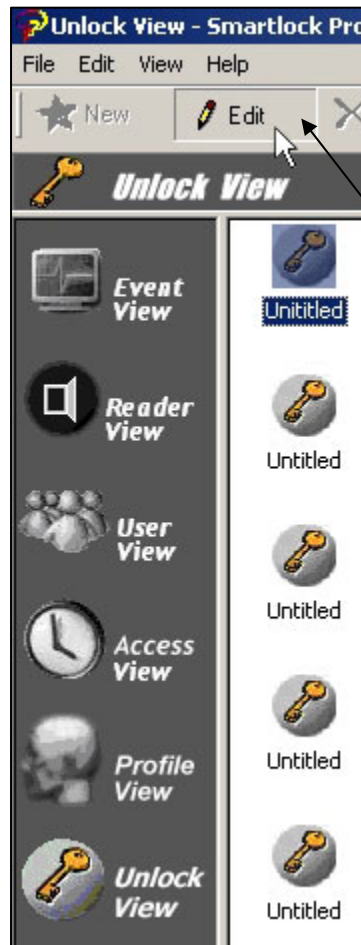 Unlock View - Smartlock Pro
File Edit View Help
New Edit
Unlock View
Event
View
Reader
View
User
View
Access
View
Profile
View
Unlock
View
Unititled
Untitled
Untitled
Untitled
Untitled